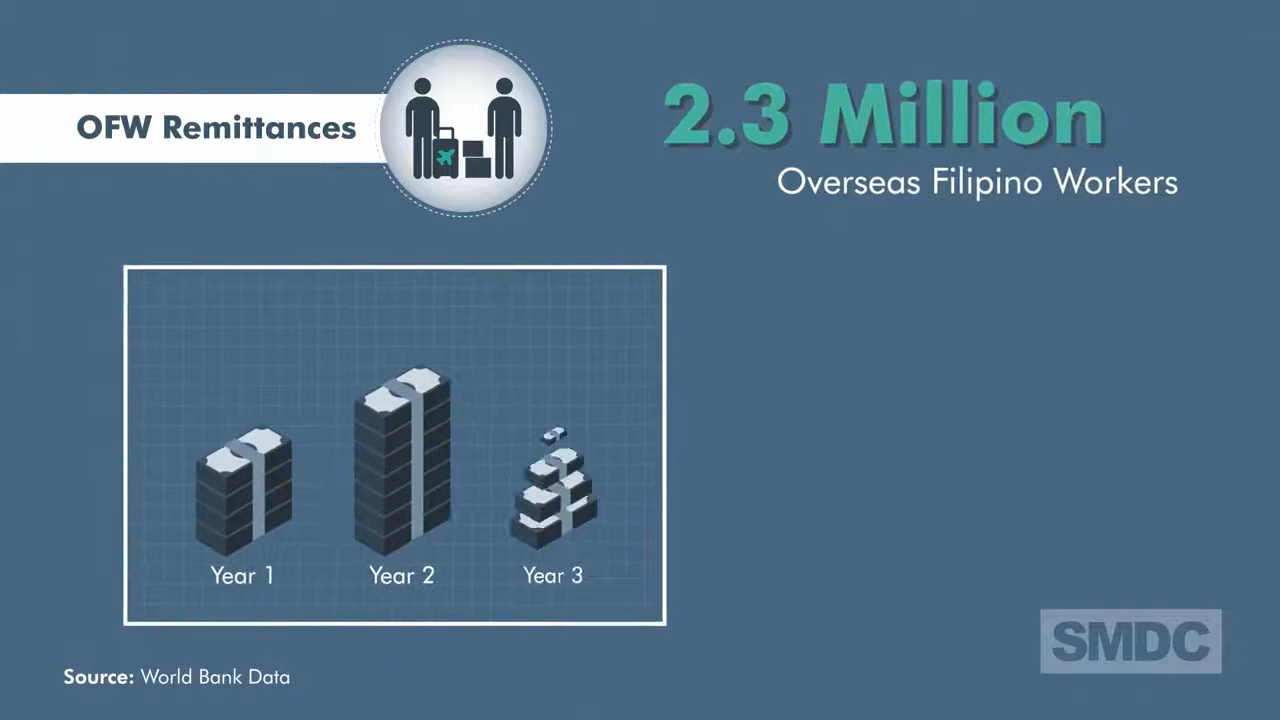 OFW Remittances
2.3 Million
Overseas Filipino Workers
Year 1
Year 2
Year 3
Source: World Bank Data
SMDC